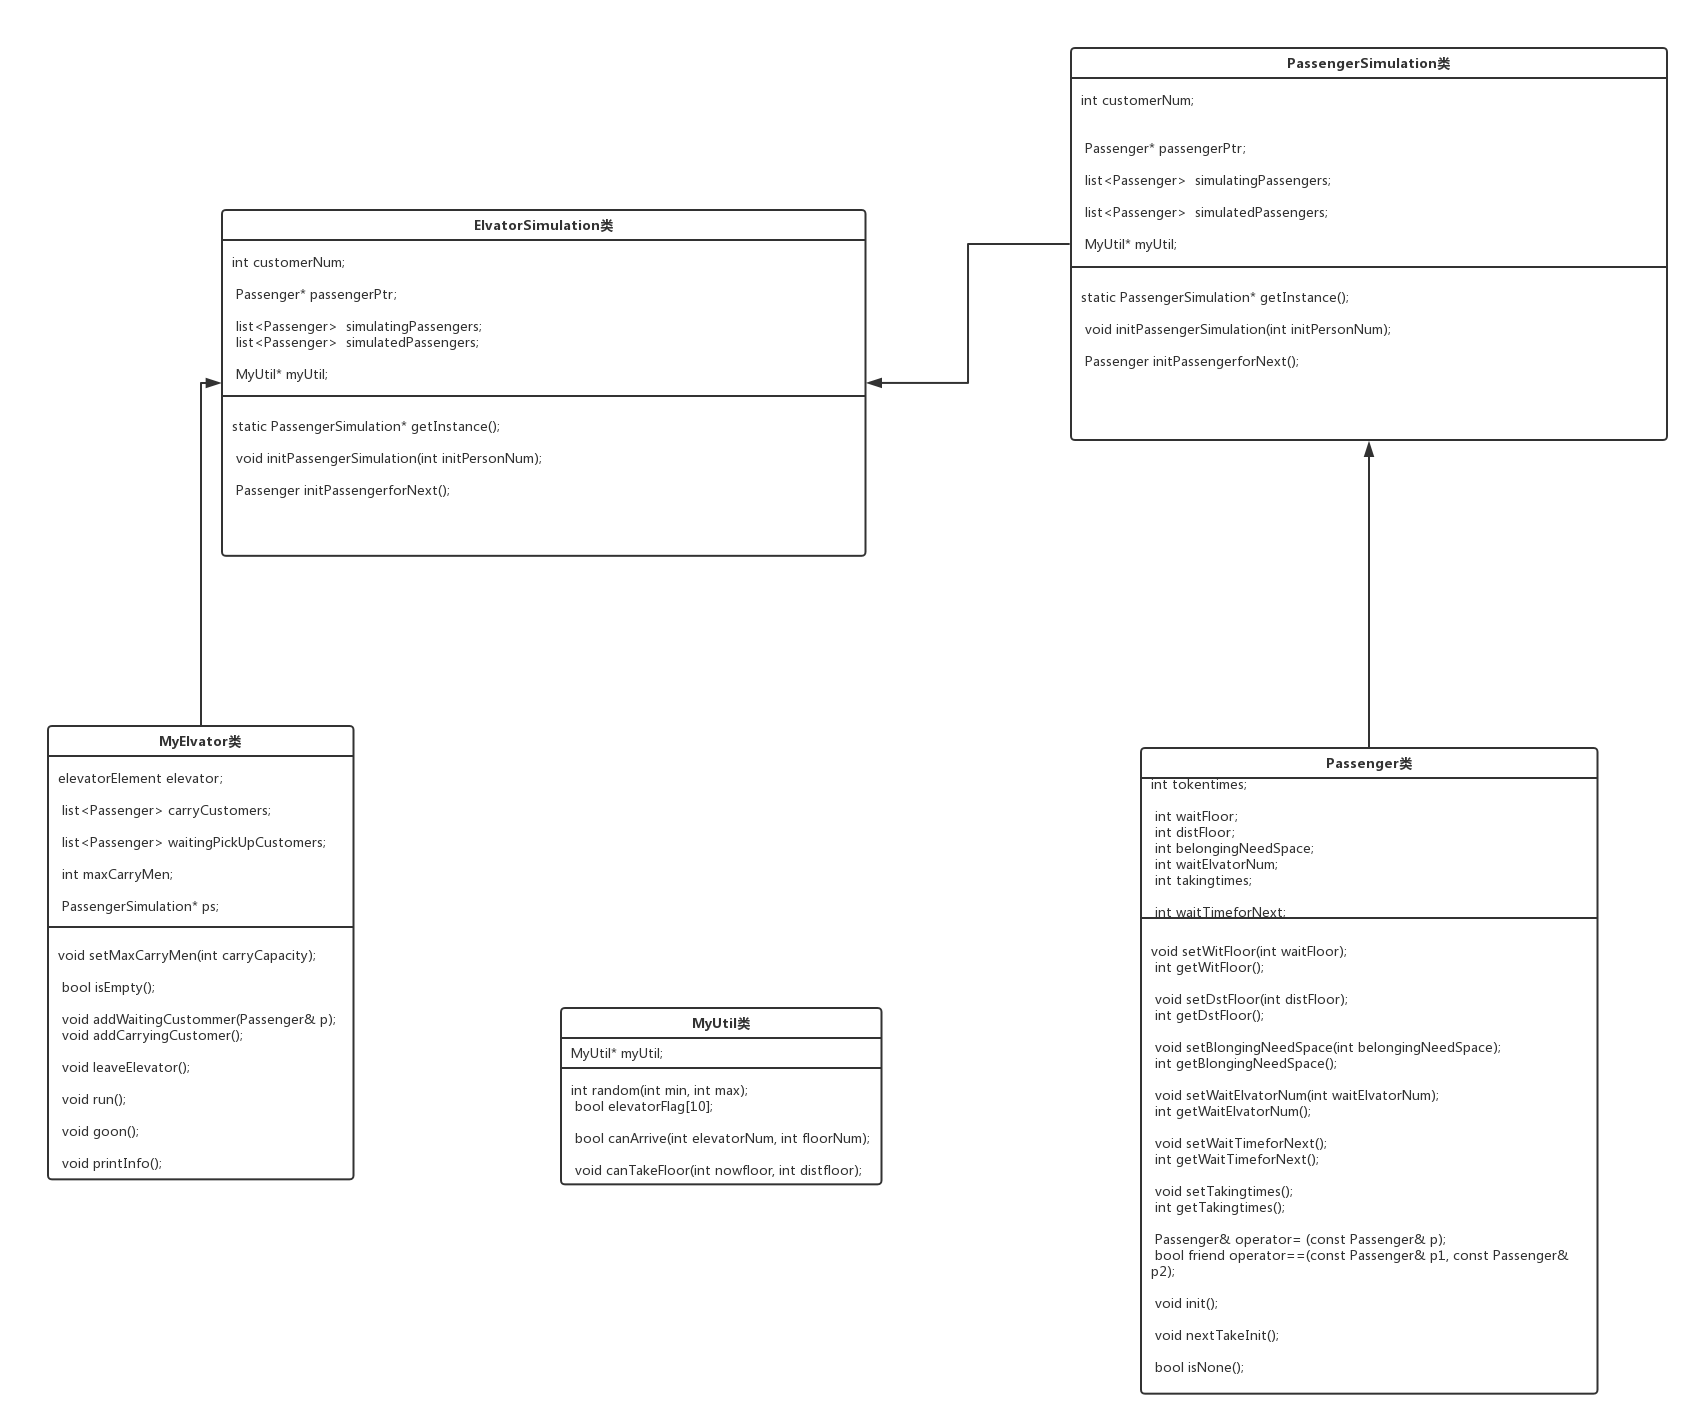 PassengerSimulation类
int customerNum;
Passenger* passengerPtr;
list<Passenger>  simulatingPassengers;
list<Passenger>  simulatedPassengers;
MyUtil* myUtil;
static PassengerSimulation* getInstance();
void initPassengerSimulation(int initPersonNum);
Passenger initPassengerforNext();
ElvatorSimulation类
int customerNum;
Passenger* passengerPtr;
list<Passenger>  simulatingPassengers;
list<Passenger>  simulatedPassengers;
MyUtil* myUtil;
static PassengerSimulation* getInstance();
void initPassengerSimulation(int initPersonNum);
Passenger initPassengerforNext();
MyElvator类
elevatorElement elevator;
list<Passenger> carryCustomers;
list<Passenger> waitingPickUpCustomers;
int maxCarryMen;
PassengerSimulation* ps;
void setMaxCarryMen(int carryCapacity);
bool isEmpty();
void addWaitingCustommer(Passenger& p);
void addCarryingCustomer();
void leaveElevator();
void run();
void goon();
void printInfo();
MyUtil类
MyUtil* myUtil;
int random(int min, int max);
bool elevatorFlag[10];
bool canArrive(int elevatorNum, int floorNum);
void canTakeFloor(int nowfloor, int distfloor);
Passenger类
int tokentimes;
int waitFloor;
int distFloor;
int belongingNeedSpace;
int waitElvatorNum;
int takingtimes;
int waitTimeforNext;
void setWitFloor(int waitFloor);
int getWitFloor();
void setDstFloor(int distFloor);
int getDstFloor();
void setBlongingNeedSpace(int belongingNeedSpace);
int getBlongingNeedSpace();
void setWaitElvatorNum(int waitElvatorNum);
int getWaitElvatorNum();
void setWaitTimeforNext();
int getWaitTimeforNext();
void setTakingtimes();
int getTakingtimes();
Passenger& operator= (const Passenger& p);
bool friend operator==(const Passenger& p1, const Passenger&
p2);
void init();
void nextTakeInit();
bool isNone();